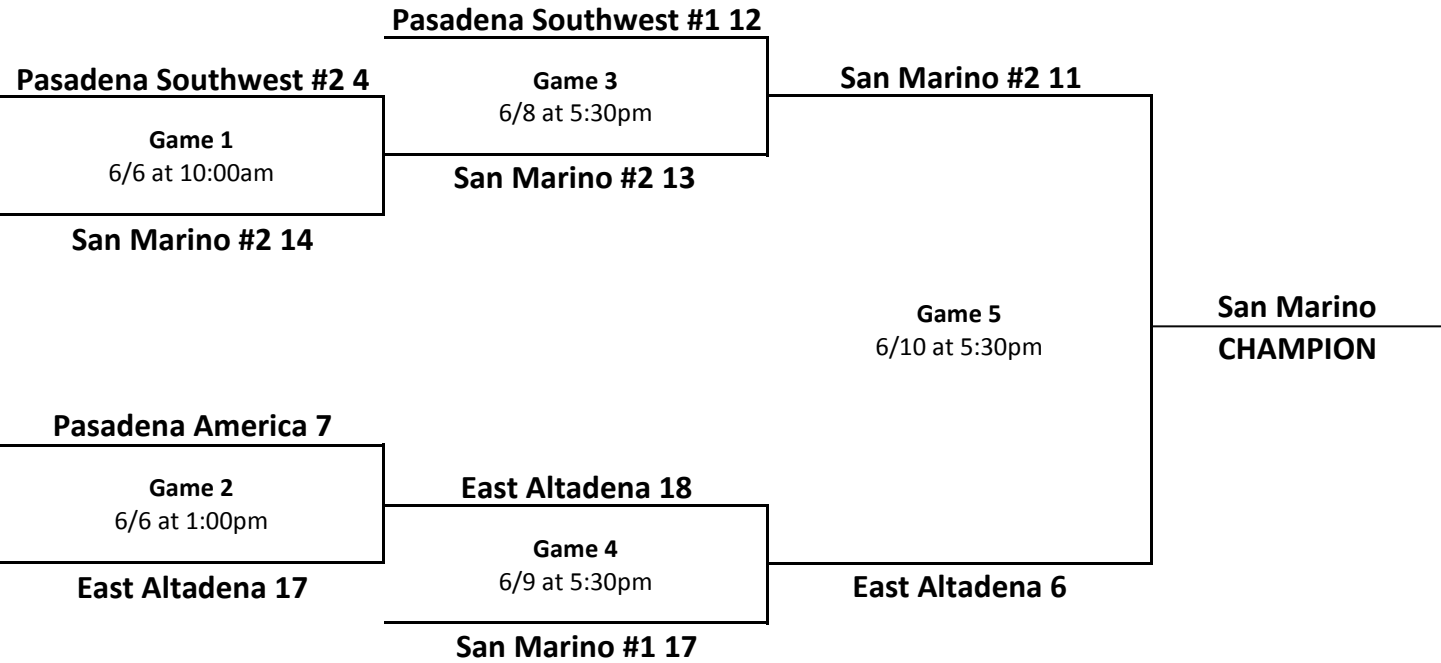 Pasadena Southwest #1 12
Pasadena Southwest #2 4
Game 3
6/8 at 5:30pm
San Marino #2 11
Game 1
6/6 at 10:00am
San Marino #2 13
San Marino #2 14
Game 5
6/10 at 5:30pm
San Marino
CHAMPION
Pasadena America 7
Game 2
6/6 at 1:00pm
East Altadena 18
East Altadena 17
Game 4
6/9 at 5:30pm
East Altadena 6
San Marino #1 17